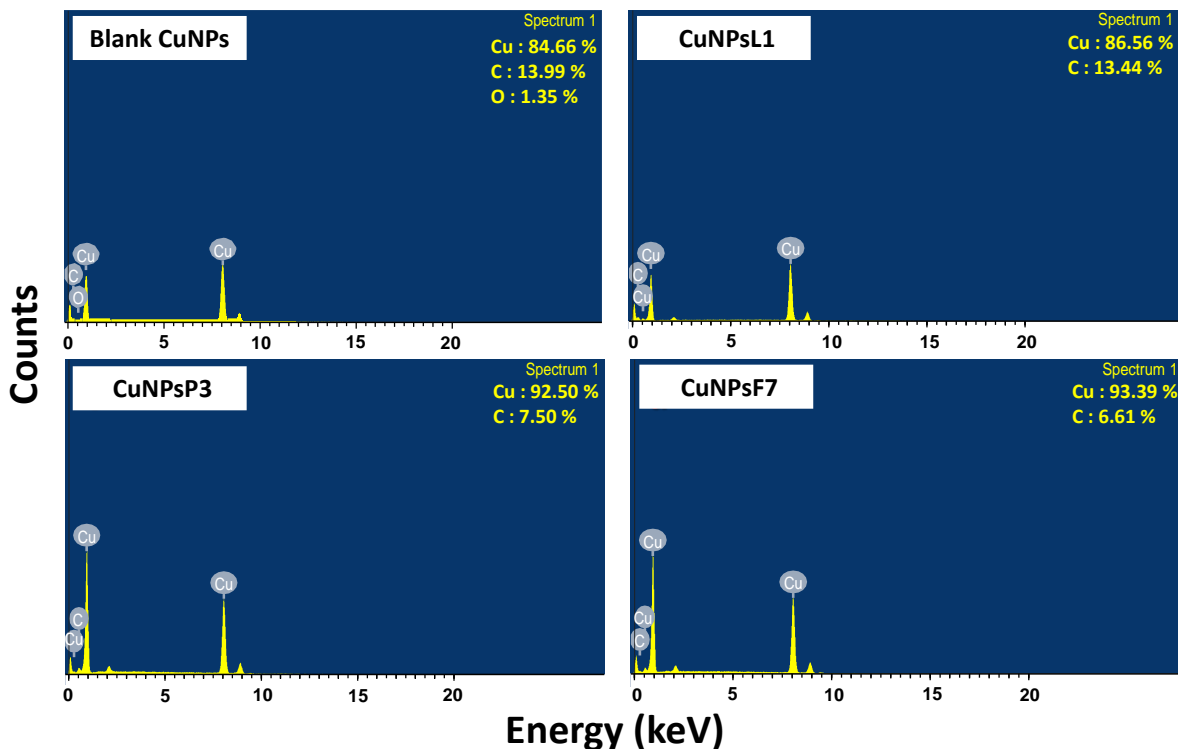 Counts
Blank CuNPs
Spectrum 1
Cu : 84.66 %
C : 13.99 %
O : 1.35 %
Cu
C
O
Cu
0 5 10 15 20
CuNPsL1
Spectrum 1
Cu : 86.56 %
C : 13.44 %
Cu
C
Cu
Cu
0 5 10 15 20
CuNPsP3
Spectrum 1
Cu : 92.50 %
C : 7.50 %
Cu
C
Cu
Cu
0 5 10 15 20
CuNPsF7
Spectrum 1
Cu : 93.39 %
C : 6.61 %
Cu
Cu
C
Cu
0 5 10 15 20
Energy (keV)